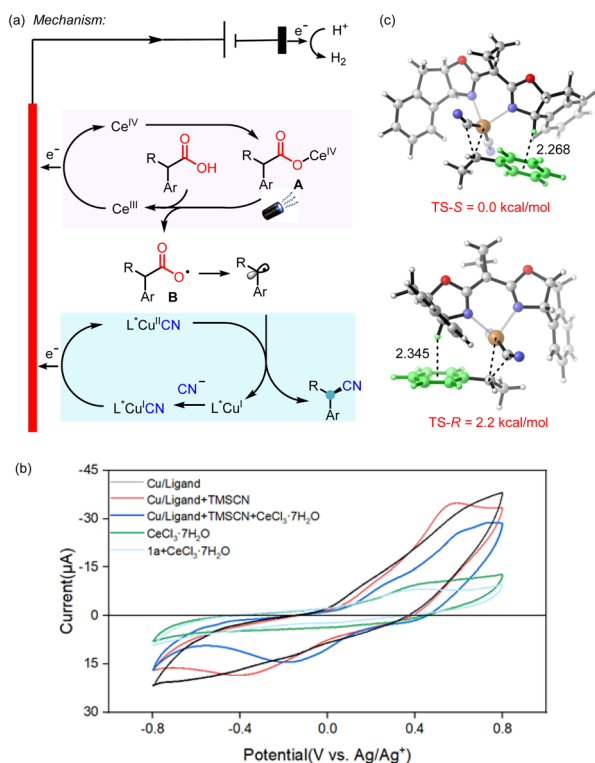 (a) Mechanism:
e⁻
H⁺
H₂
Ce^IV
e⁻
Ce^III
R
O
OH
Ar
R
O
O
Ce^IV
Ar
A
R
O
O•
Ar
B
R
Ar
L*Cu^IICN
e⁻
CN⁻
L*Cu^ICN
L*Cu^I
R
CN
Ar
(c)
2.268
TS-S = 0.0 kcal/mol
2.345
TS-R = 2.2 kcal/mol
(b)
-45
-30
-15
0
15
30
Current(μA)
Cu/Ligand
Cu/Ligand+TMSCN
Cu/Ligand+TMSCN+CeCl₃·7H₂O
CeCl₃·7H₂O
1a+CeCl₃·7H₂O
-0.8
-0.4
0.0
0.4
0.8
Potential(V vs. Ag/Ag⁺)